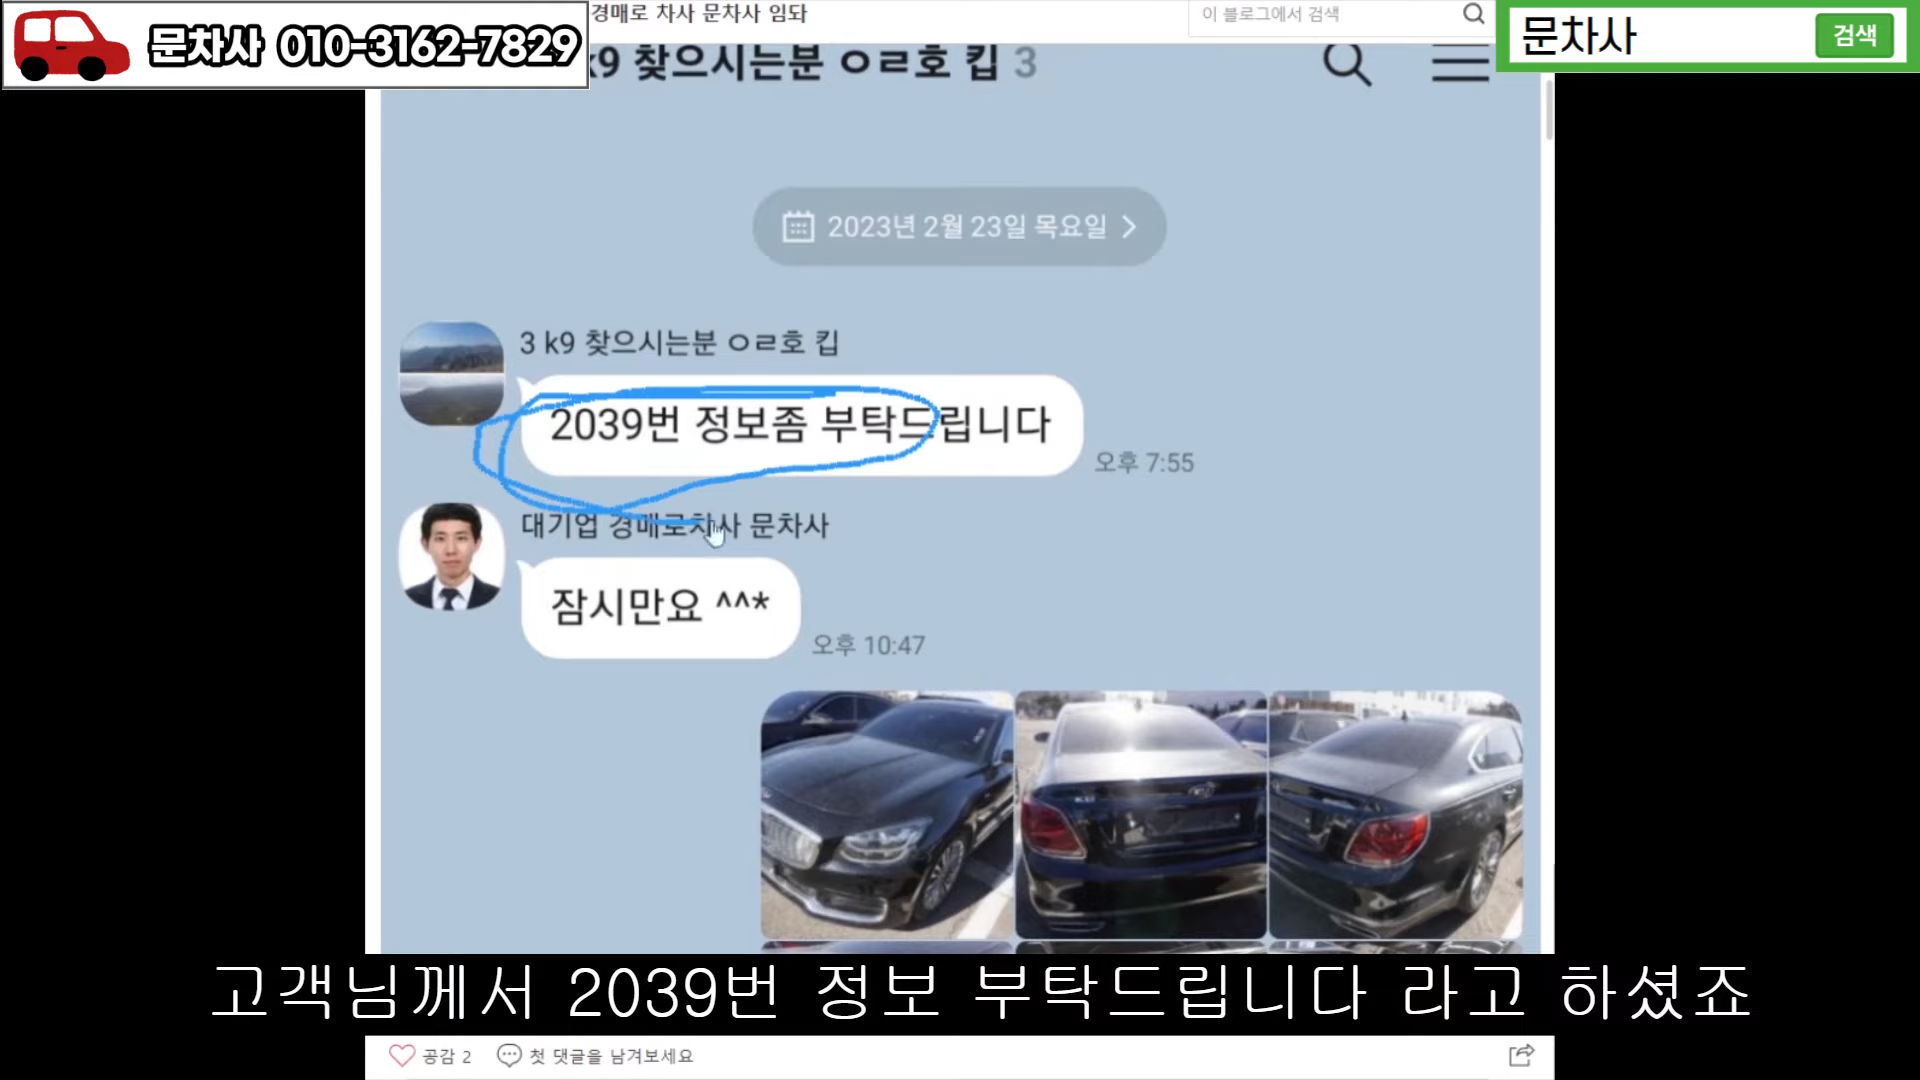 문차사 010-3162-7829
경매로 차사 문차사 임돠
이 블로그에서 검색
문차사 검색
k9 찾으시는분 ㅇㄹ호 킵 3
2023년 2월 23일 목요일
3 k9 찾으시는분 ㅇㄹ호 킵
2039번 정보좀 부탁드립니다
오후 7:55
대기업 경매로차사 문차사
잠시만요 ^^*
오후 10:47
고객님께서 2039번 정보 부탁드립니다 라고 하셨죠
공감 2 첫 댓글을 남겨보세요